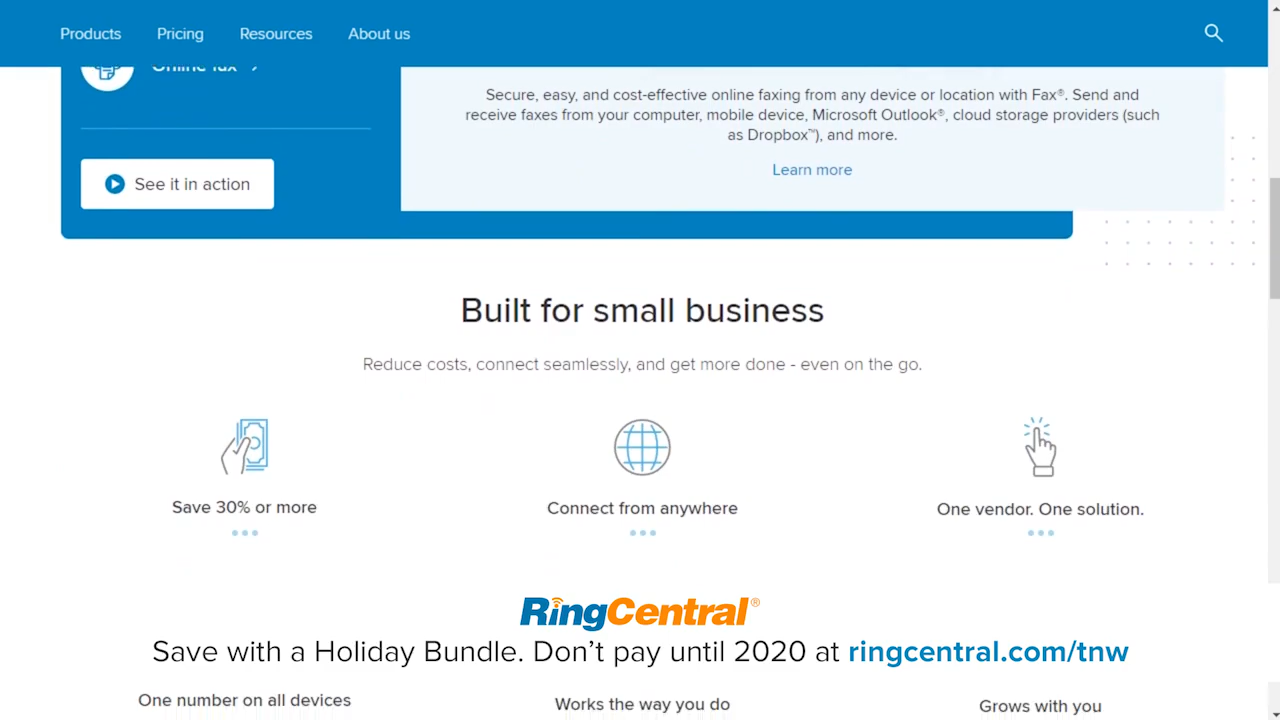 Products Pricing Resources About us
Online fax
Secure, easy, and cost-effective online faxing from any device or location with Fax®. Send and
receive faxes from your computer, mobile device, Microsoft Outlook®, cloud storage providers (such
as Dropbox™), and more.
Learn more
See it in action
Built for small business
Reduce costs, connect seamlessly, and get more done - even on the go.
Save 30% or more
Connect from anywhere
One vendor. One solution.
RingCentral®
Save with a Holiday Bundle. Don’t pay until 2020 at ringcentral.com/tnw
One number on all devices
Works the way you do
Grows with you